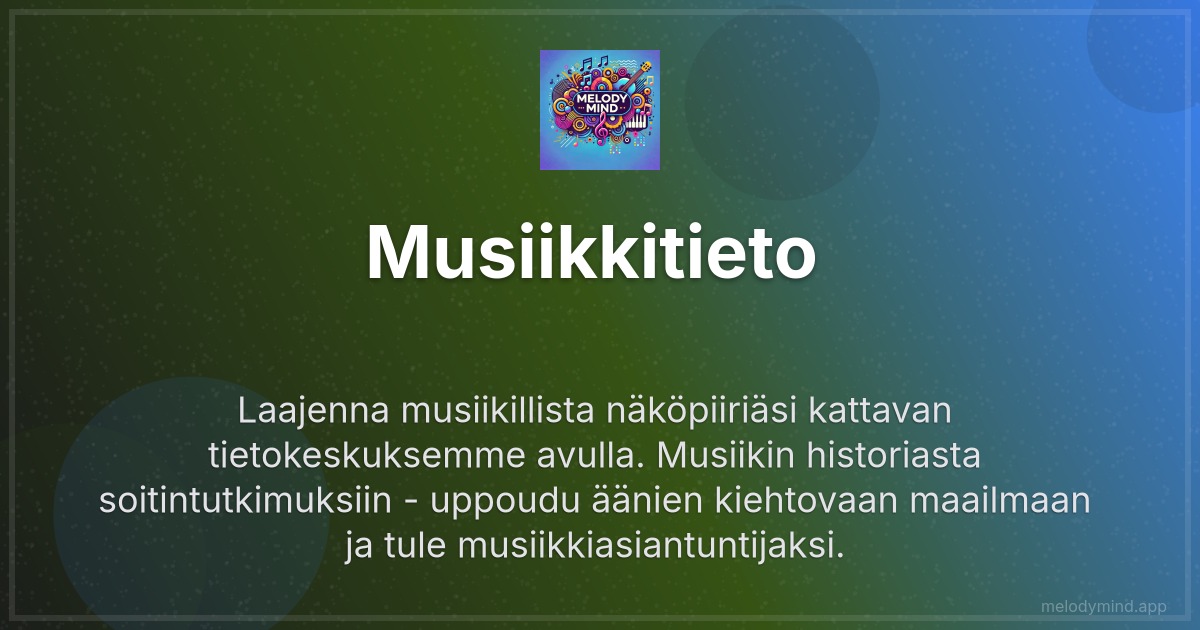 MELODY
MIND
Musiikkitieto
Laajenna musiikillista näköpiiriäsi kattavan
tietokeskuksemme avulla. Musiikin historiasta
soitintutkimuksiin - uppoudu äänien kiehtovaan maailmaan
ja tule musiikkiasiantuntijaksi.
melodymind.app